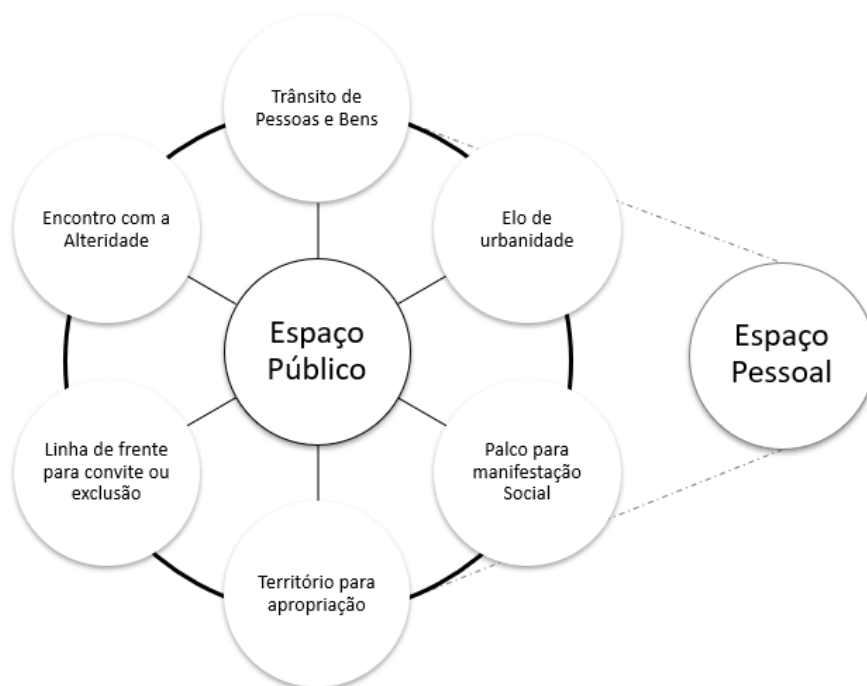 Trânsito de
Pessoas e Bens
Elo de
urbanidade
Palco para
manifestação
Social
Território para
apropriação
Linha de frente
para convite ou
exclusão
Encontro com a
Alteridade
Espaço
Público
Espaço
Pessoal